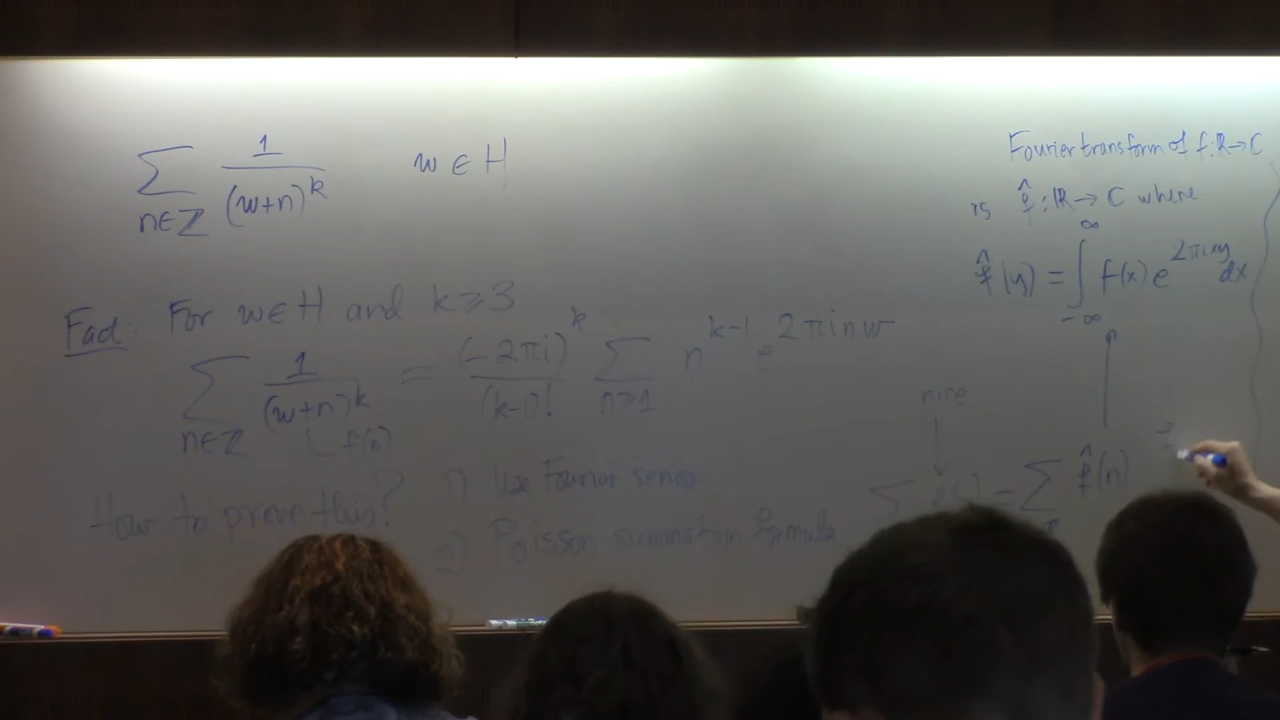 ∑_{n∈ℤ} 1/(w+n)^k   w ∈ H
Fact: For w∈H and k≥3
∑_{n∈ℤ} 1/(w+n)^k = (-2πi)^k/(k-1)! ∑_{n≥1} n^{k-1} e^{2πinw}
f(n)
How to prove this?
1) Use Fourier series
2) Poisson summation formula
nice
∑ = ∑ f̂(n)
Fourier transform of f:ℝ→ℂ
is f̂:ℝ→ℂ where
f̂(y) = ∫_{-∞}^{∞} f(x) e^{2πixy} dx